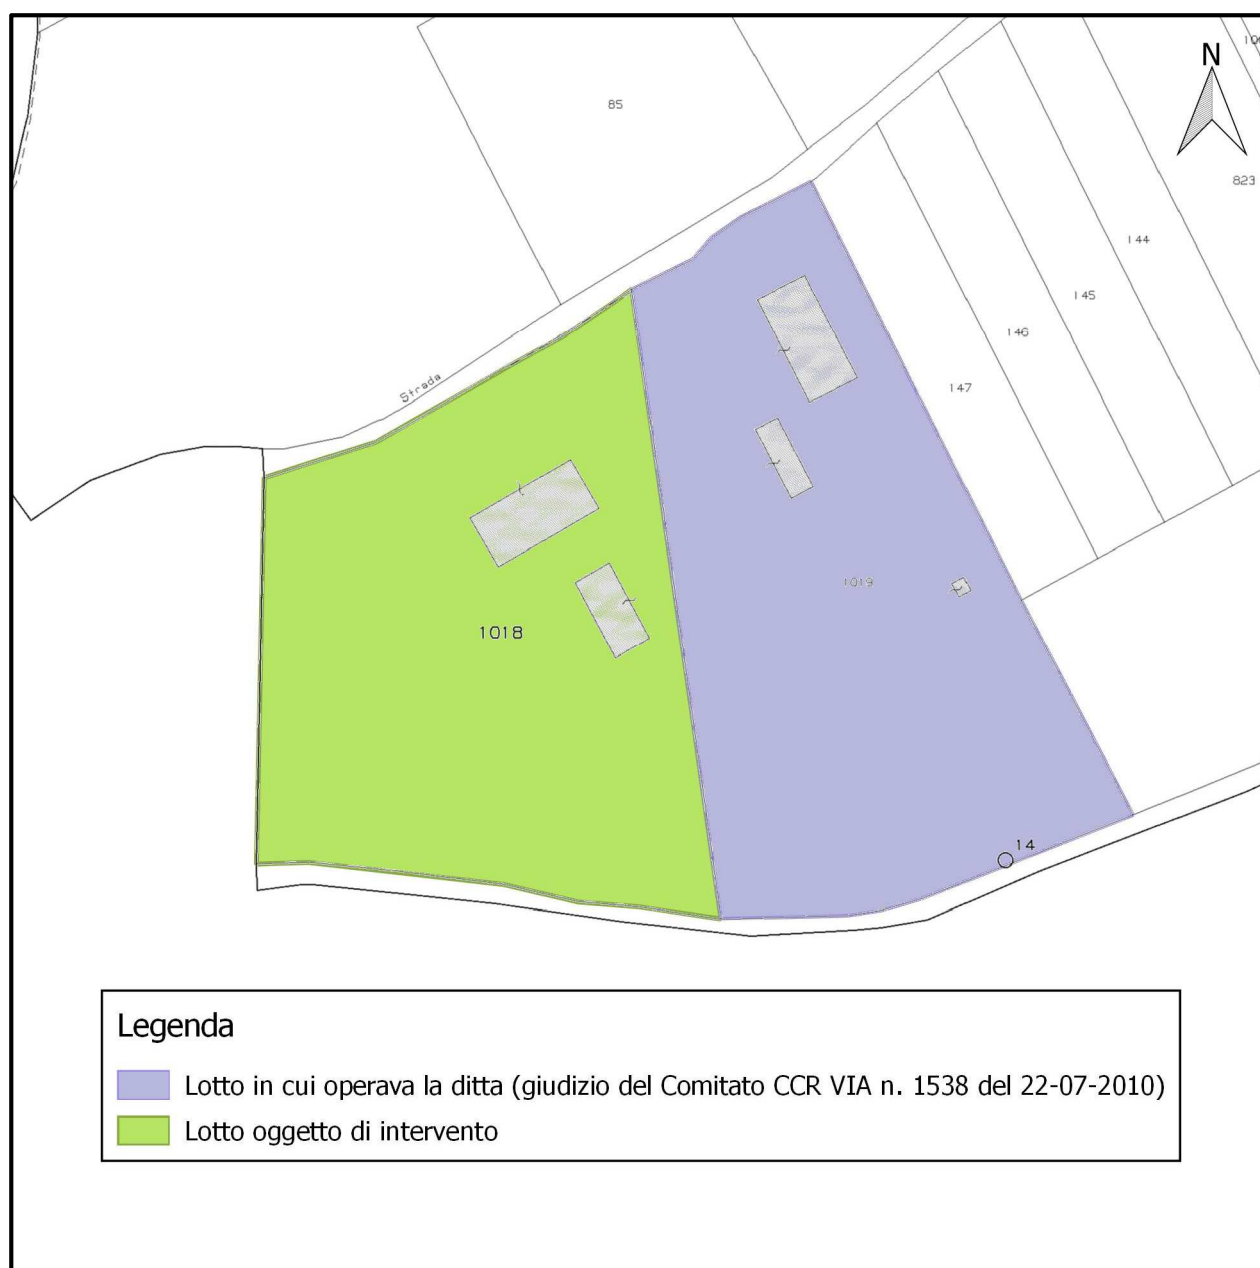 N
85
823
144
145
146
147
Strada
1019
1018
14
Legenda
Lotto in cui operava la ditta (giudizio del Comitato CCR VIA n. 1538 del 22-07-2010)
Lotto oggetto di intervento